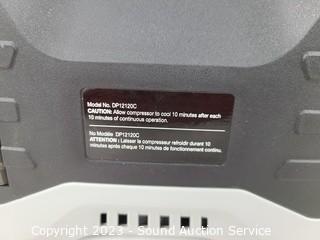 Model No. DP12120C
CAUTION: Allow compressor to cool 10 minutes after each
10 minutes of continuous operation.
No Modèle DP12120C
ATTENTION : Laisser le compresseur refroidir durant 10
minutes après chaque 10 minutes de fonctionnement continu.
Copyright 2023 - Sound Auction Service